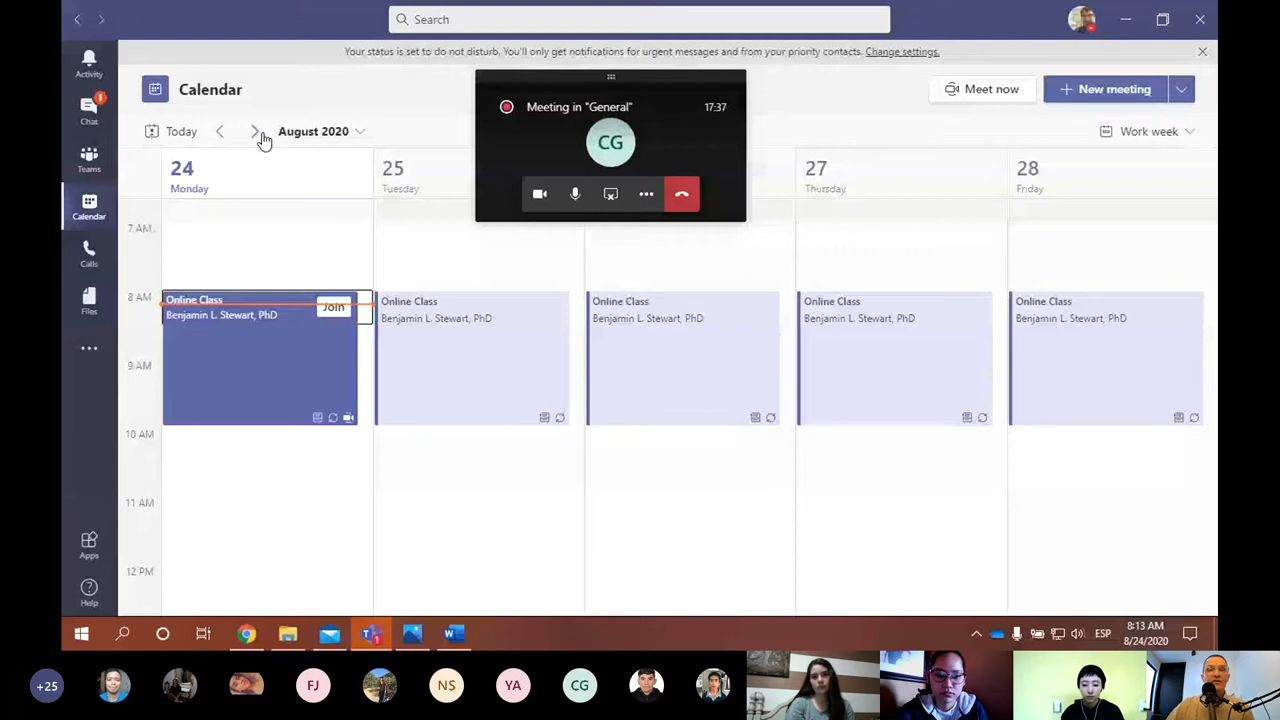 Search
Your status is set to do not disturb. You'll only get notifications for urgent messages and from your priority contacts. Change settings.
Activity
Chat
1
Teams
Calendar
Calls
Files
Apps
Help
Calendar
Meet now
New meeting
Today
August 2020
Work week
Meeting in "General"
17:37
CG
24
Monday
25
Tuesday
27
Thursday
28
Friday
7 AM
8 AM
9 AM
10 AM
11 AM
12 PM
Online Class
Benjamin L. Stewart, PhD
Join
Online Class
Benjamin L. Stewart, PhD
Online Class
Benjamin L. Stewart, PhD
Online Class
Benjamin L. Stewart, PhD
Online Class
Benjamin L. Stewart, PhD
1
ESP
8:13 AM
8/24/2020
+25
FJ
NS
YA
CG